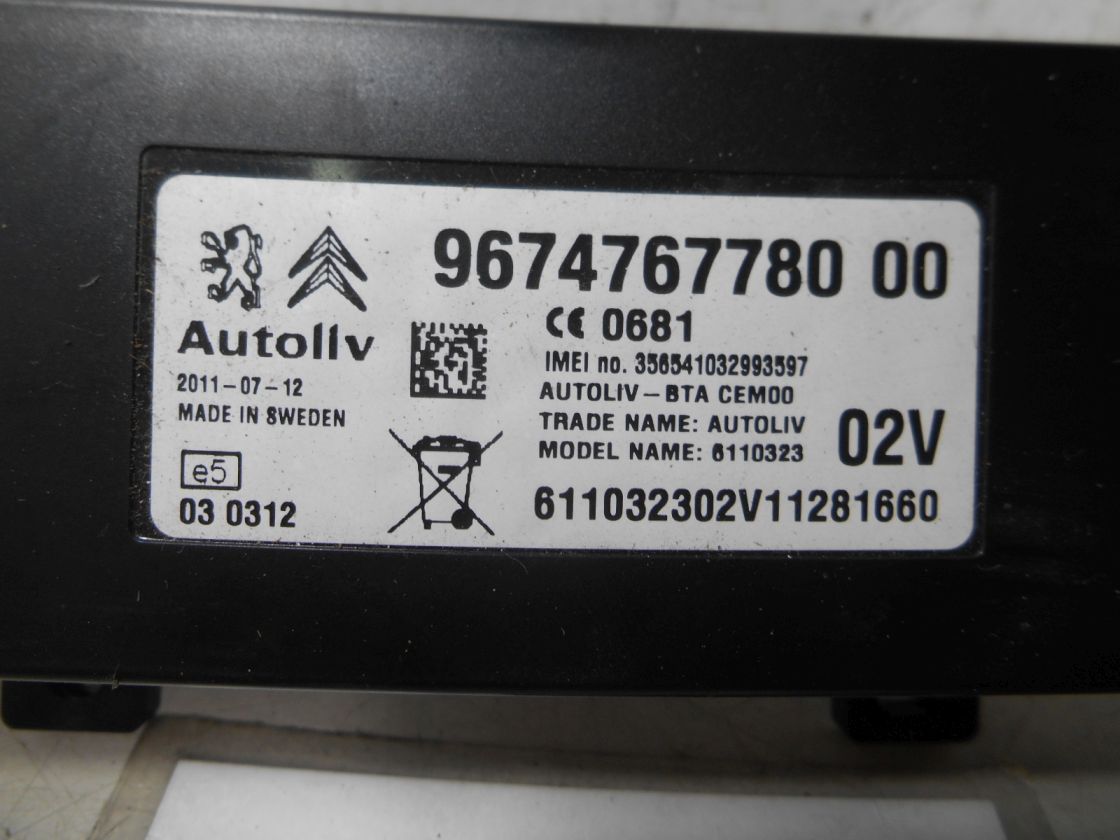 9674767780 00
CE 0681
IMEI no. 356541032993597
AUTOLIV-BTA CEM00
TRADE NAME: AUTOLIV
MODEL NAME: 6110323
02V
611032302V11281660
Autoliv
2011-07-12
MADE IN SWEDEN
e5
03 0312